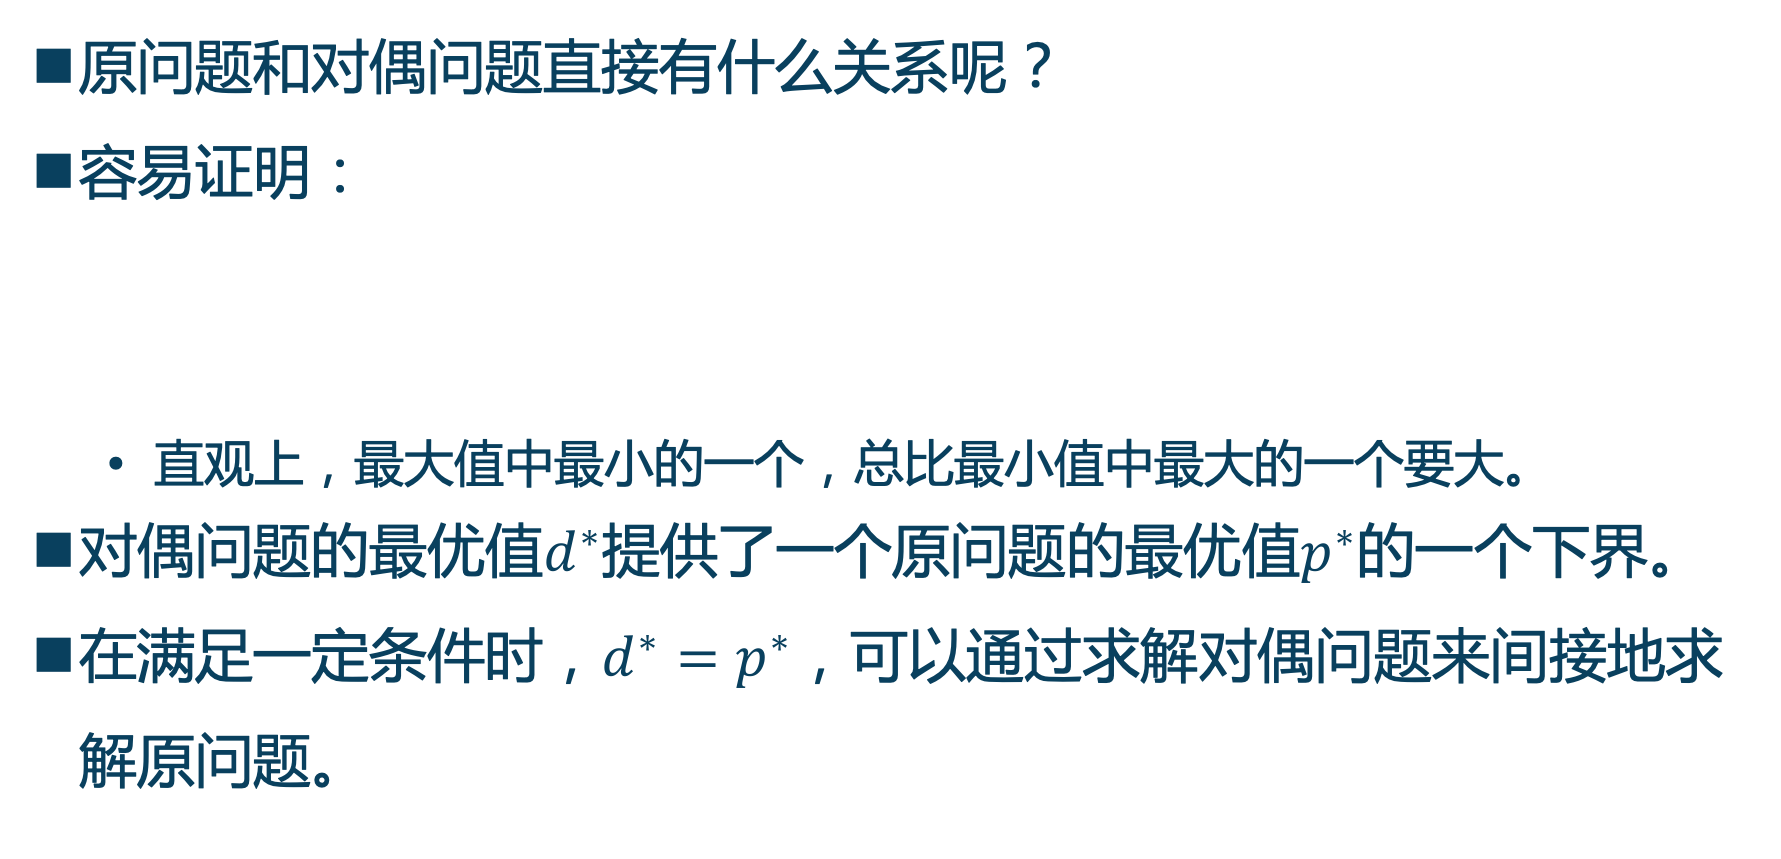 ■原问题和对偶问题直接有什么关系呢？
■容易证明：
• 直观上，最大值中最小的一个，总比最小值中最大的一个要大。
■对偶问题的最优值d*提供了一个原问题的最优值p*的一个下界。
■在满足一定条件时，d* = p*，可以通过求解对偶问题来间接地求
解原问题。